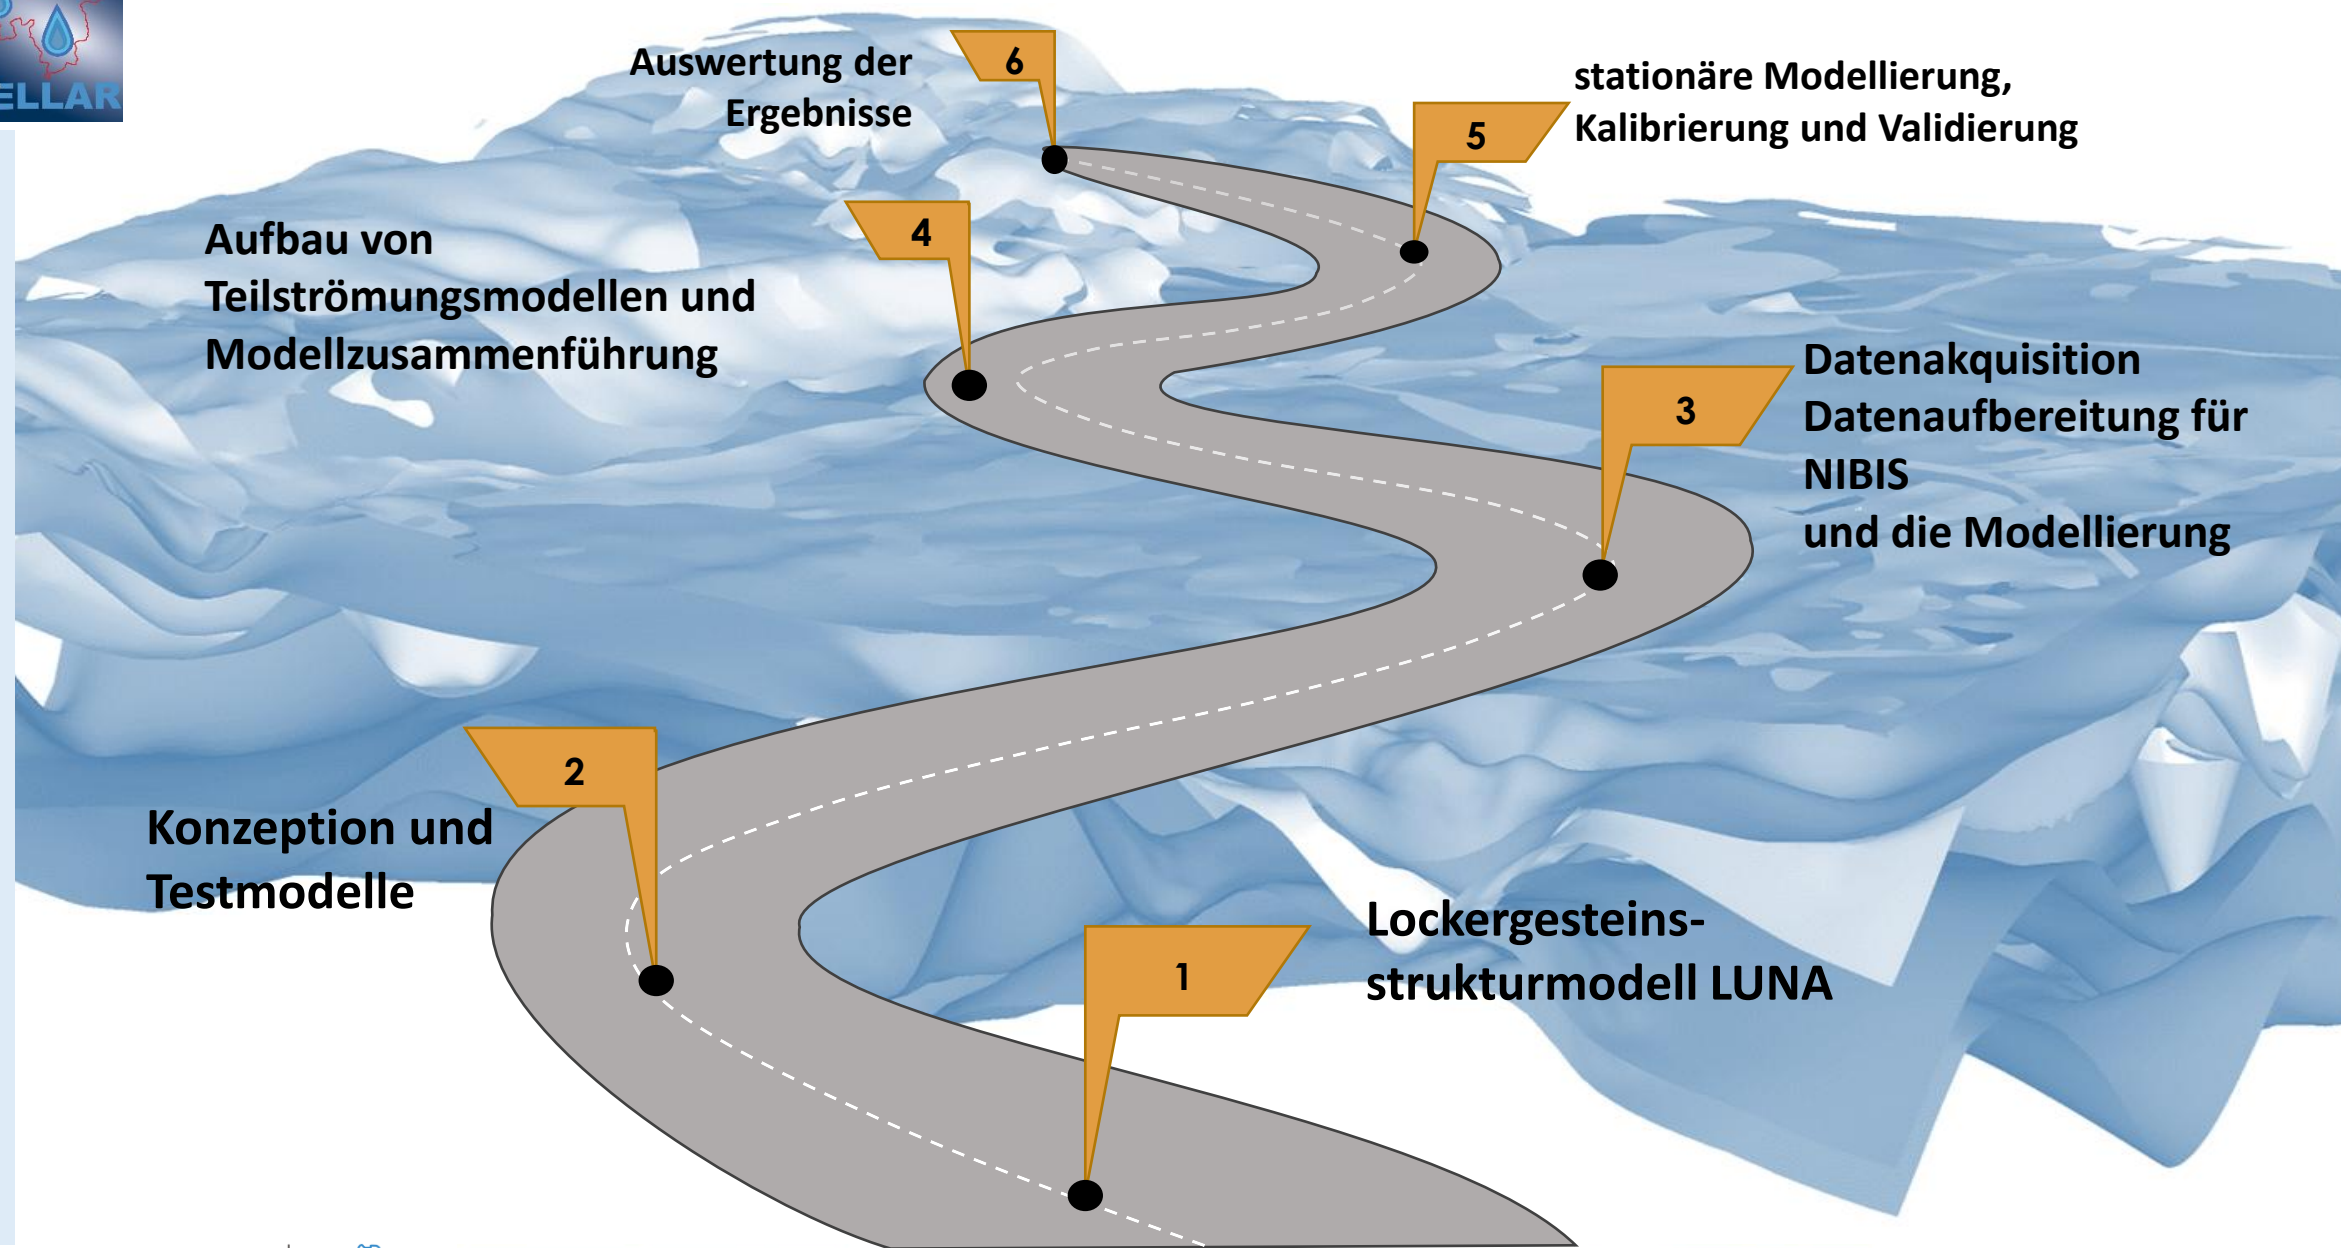 ELLAR
Auswertung der
Ergebnisse
6
stationäre Modellierung,
Kalibrierung und Validierung
5
Aufbau von
Teilströmungsmodellen und
Modellzusammenführung
4
Datenakquisition
Datenaufbereitung für
NIBIS
und die Modellierung
3
Konzeption und
Testmodelle
2
Lockergesteins-
strukturmodell LUNA
1